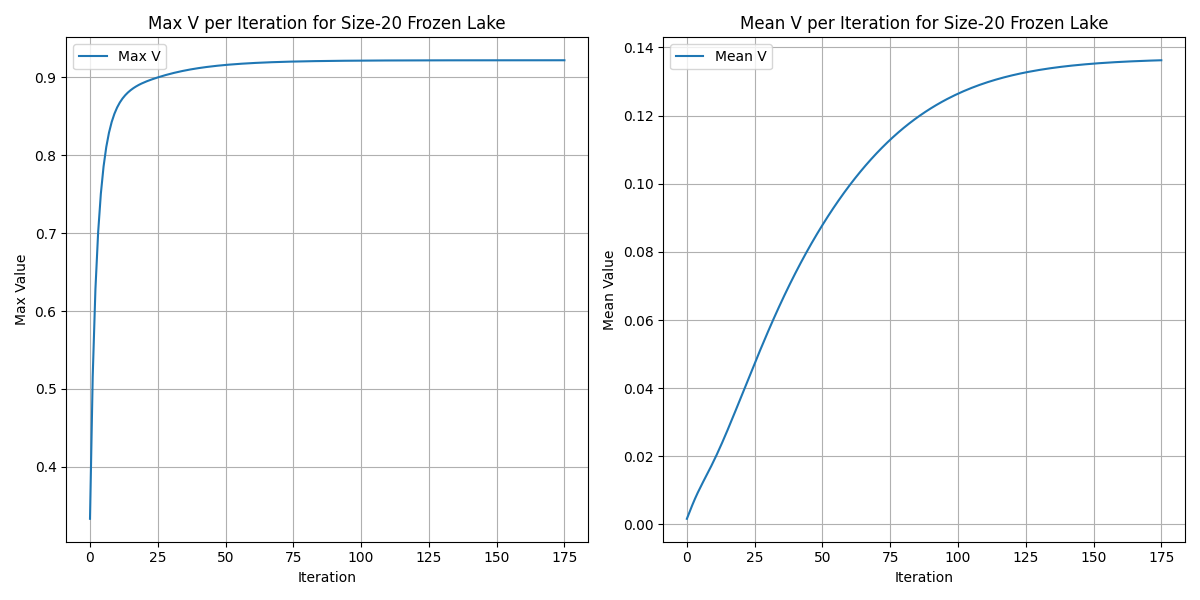 Max V per Iteration for Size-20 Frozen Lake
Max V
Max Value
0.9
0.8
0.7
0.6
0.5
0.4
0 25 50 75 100 125 150 175
Iteration
Mean V per Iteration for Size-20 Frozen Lake
Mean V
Mean Value
0.14
0.12
0.10
0.08
0.06
0.04
0.02
0.00
0 25 50 75 100 125 150 175
Iteration